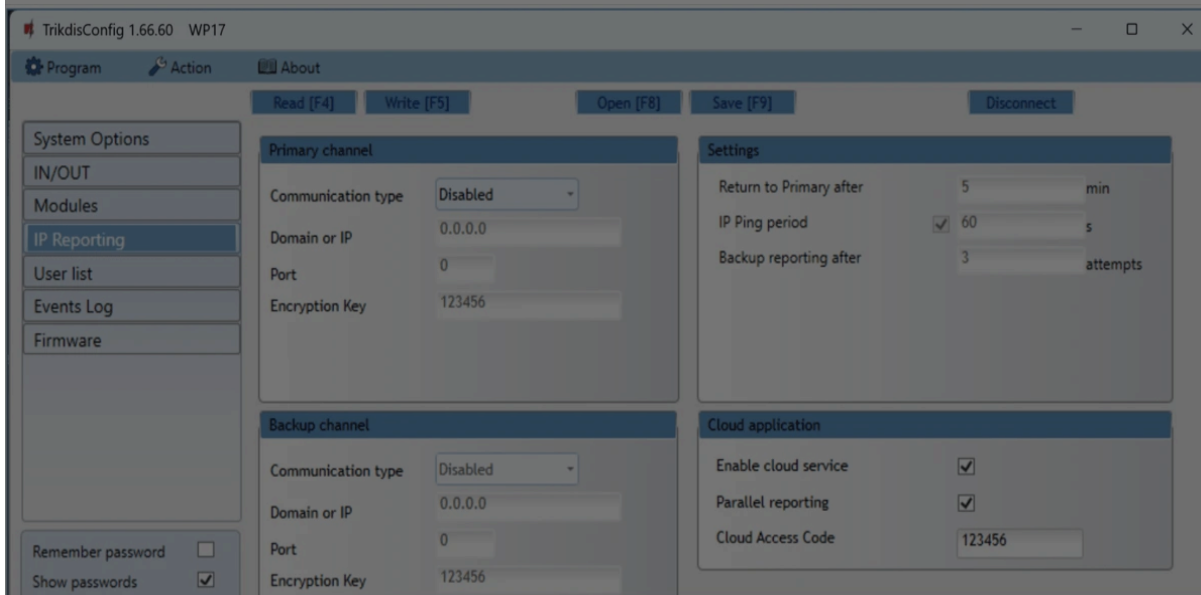 TrikdisConfig 1.66.60 WP17
Program Action About
Read [F4] Write [F5] Open [F8] Save [F9] Disconnect
System Options
IN/OUT
Modules
IP Reporting
User list
Events Log
Firmware
Remember password
Show passwords
Primary channel
Communication type Disabled
Domain or IP 0.0.0.0
Port 0
Encryption Key 123456
Settings
Return to Primary after 5 min
IP Ping period 60 s
Backup reporting after 3 attempts
Backup channel
Communication type Disabled
Domain or IP 0.0.0.0
Port 0
Encryption Key 123456
Cloud application
Enable cloud service
Parallel reporting
Cloud Access Code 123456